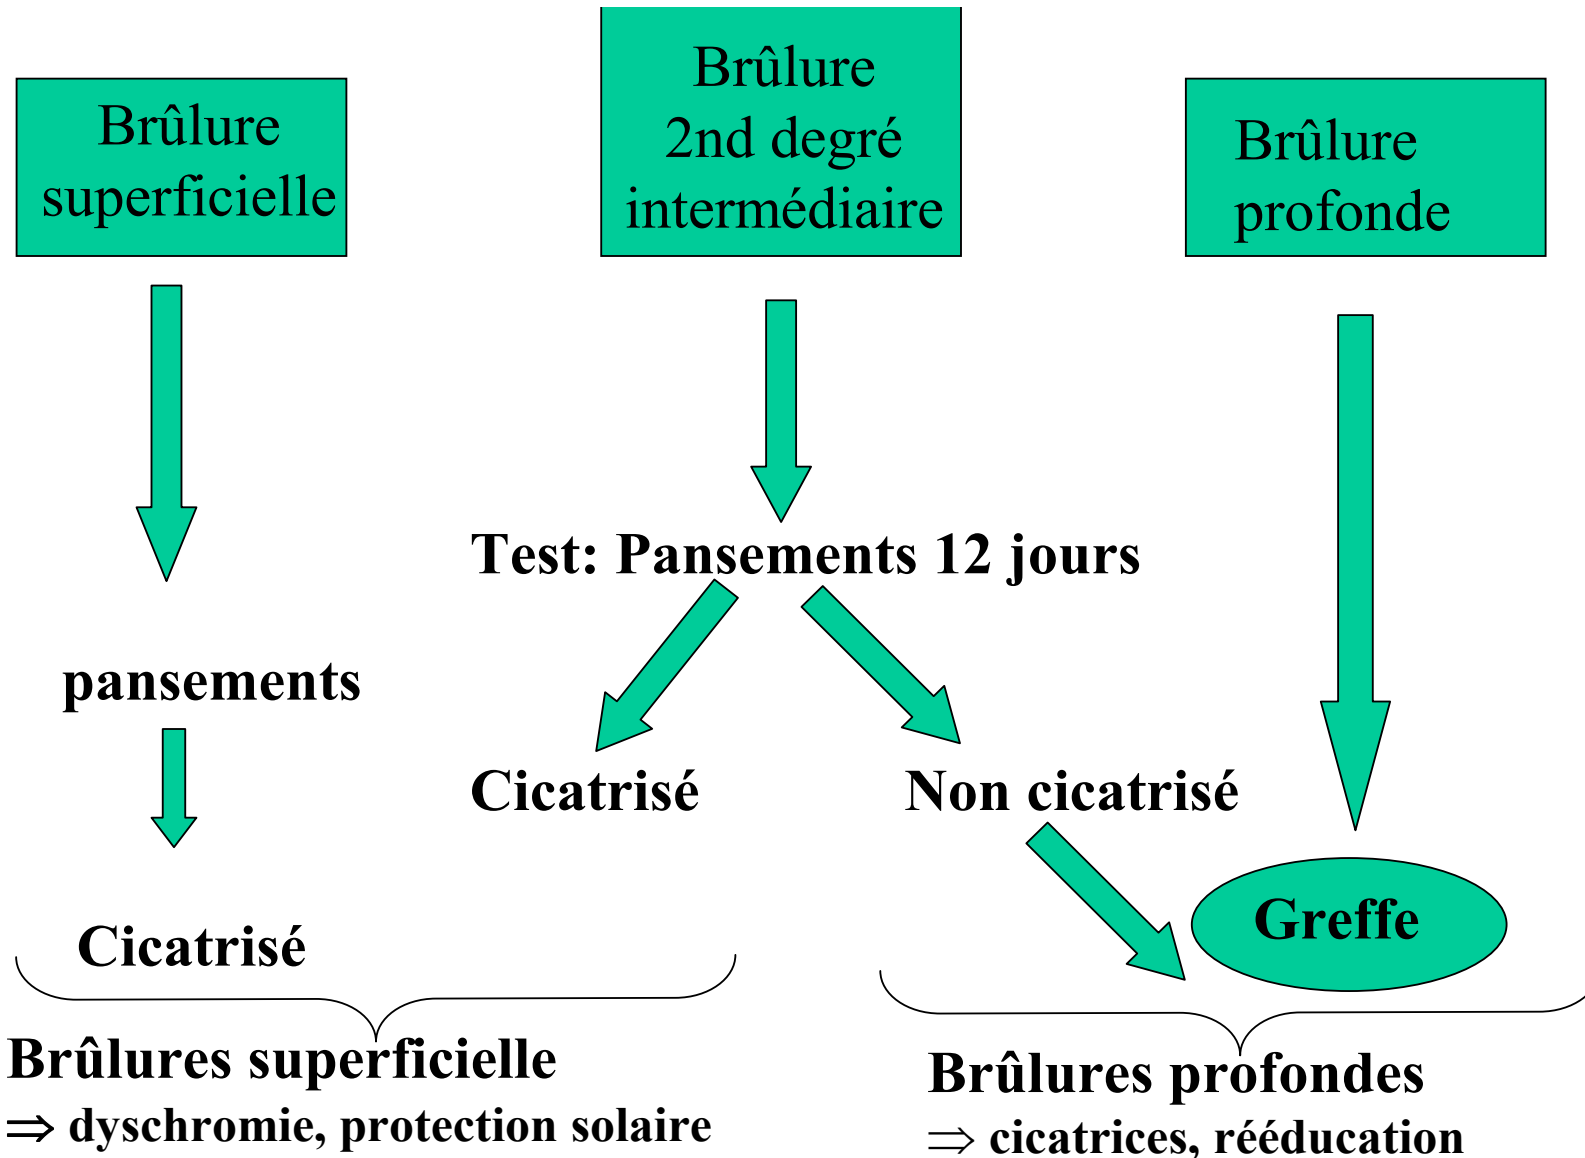 Brûlure
superficielle
Brûlure
2nd degré
intermédiaire
Brûlure
profonde
Test: Pansements 12 jours
pansements
Cicatrisé
Non cicatrisé
Greffe
Cicatrisé
Brûlures superficielle
⇒ dyschromie, protection solaire
Brûlures profondes
⇒ cicatrices, rééducation